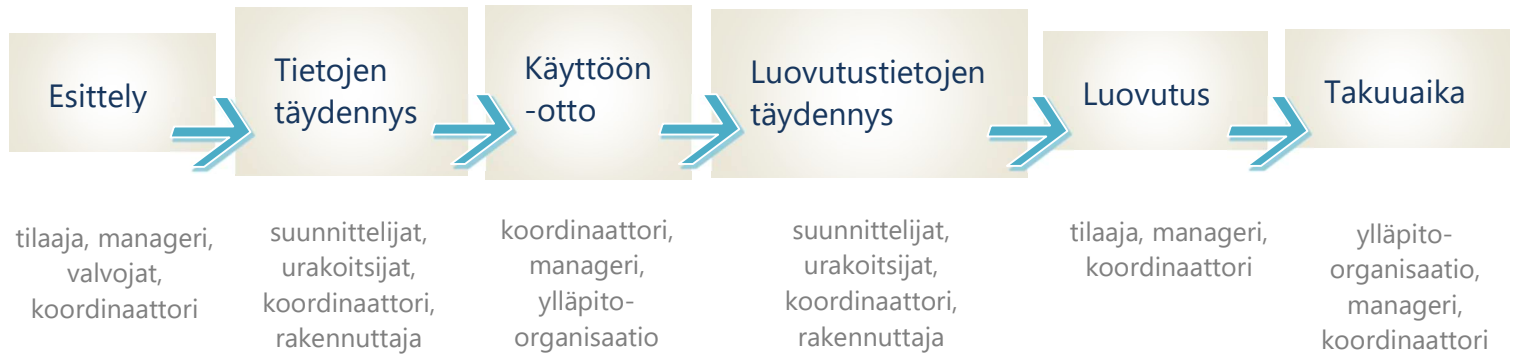 Esittely
Tietojen
täydennys
Käyttöön
-otto
Luovutustietojen
täydennys
Luovutus
Takuuaika
tilaaja, manageri,
valvojat,
koordinaattori
suunnittelijat,
urakoitsijat,
koordinaattori,
rakennuttaja
koordinaattori,
manageri,
ylläpito-
organisaatio
suunnittelijat,
urakoitsijat,
koordinaattori,
rakennuttaja
tilaaja, manageri,
koordinaattori
ylläpito-
organisaatio,
manageri,
koordinaattori